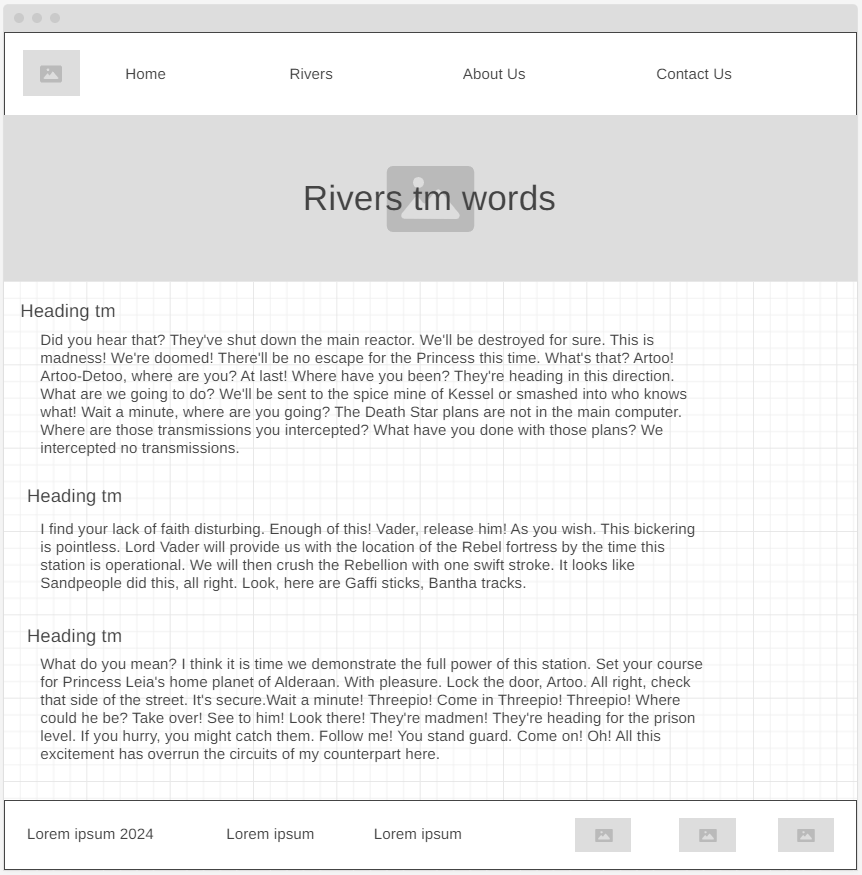 Home Rivers About Us Contact Us
Rivers tm words
Heading tm
Did you hear that? They've shut down the main reactor. We'll be destroyed for sure. This is
madness! We're doomed! There'll be no escape for the Princess this time. What's that? Artoo!
Artoo-Detoo, where are you? At last! Where have you been? They're heading in this direction.
What are we going to do? We'll be sent to the spice mine of Kessel or smashed into who knows
what! Wait a minute, where are you going? The Death Star plans are not in the main computer.
Where are those transmissions you intercepted? What have you done with those plans? We
intercepted no transmissions.
Heading tm
I find your lack of faith disturbing. Enough of this! Vader, release him! As you wish. This bickering
is pointless. Lord Vader will provide us with the location of the Rebel fortress by the time this
station is operational. We will then crush the Rebellion with one swift stroke. It looks like
Sandpeople did this, all right. Look, here are Gaffi sticks, Bantha tracks.
Heading tm
What do you mean? I think it is time we demonstrate the full power of this station. Set your course
for Princess Leia's home planet of Alderaan. With pleasure. Lock the door, Artoo. All right, check
that side of the street. It's secure.Wait a minute! Threepio! Come in Threepio! Threepio! Where
could he be? Take over! See to him! Look there! They're madmen! They're heading for the prison
level. If you hurry, you might catch them. Follow me! You stand guard. Come on! Oh! All this
excitement has overrun the circuits of my counterpart here.
Lorem ipsum 2024 Lorem ipsum Lorem ipsum